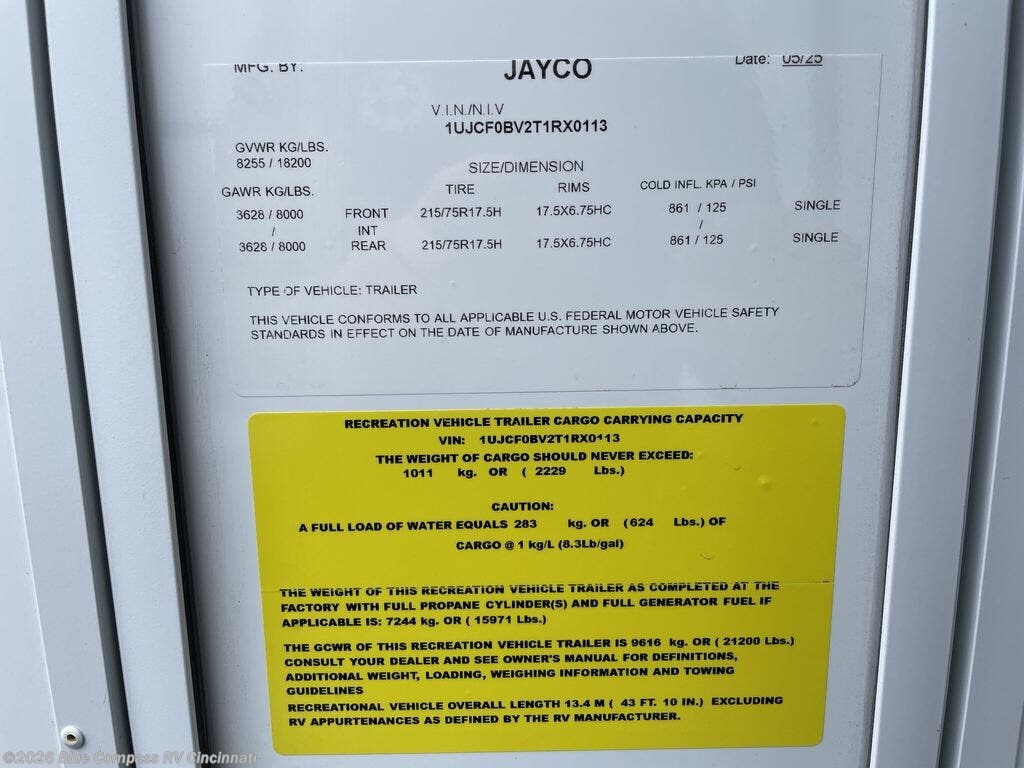 MFG. BY: JAYCO Date: 05/25
V.I.N./N.I.V
1UJCF0BV2T1RX0113
GVWR KG/LBS.
8255 / 18200
SIZE/DIMENSION
GAWR KG/LBS. TIRE RIMS COLD INFL. KPA / PSI
3628 / 8000 FRONT 215/75R17.5H 17.5X6.75HC 861 / 125 SINGLE
/ INT /
3628 / 8000 REAR 215/75R17.5H 17.5X6.75HC 861 / 125 SINGLE
TYPE OF VEHICLE: TRAILER
THIS VEHICLE CONFORMS TO ALL APPLICABLE U.S. FEDERAL MOTOR VEHICLE SAFETY
STANDARDS IN EFFECT ON THE DATE OF MANUFACTURE SHOWN ABOVE.
RECREATION VEHICLE TRAILER CARGO CARRYING CAPACITY
VIN: 1UJCF0BV2T1RX0113
THE WEIGHT OF CARGO SHOULD NEVER EXCEED:
1011 kg. OR ( 2229 Lbs.)
CAUTION:
A FULL LOAD OF WATER EQUALS 283 kg. OR (624 Lbs.) OF
CARGO @ 1 kg/L (8.3Lb/gal)
THE WEIGHT OF THIS RECREATION VEHICLE TRAILER AS COMPLETED AT THE
FACTORY WITH FULL PROPANE CYLINDER(S) AND FULL GENERATOR FUEL IF
APPLICABLE IS: 7244 kg. OR ( 15971 Lbs.)
THE GCWR OF THIS RECREATION VEHICLE TRAILER IS 9616 kg. OR ( 21200 Lbs.)
CONSULT YOUR DEALER AND SEE OWNER'S MANUAL FOR DEFINITIONS,
ADDITIONAL WEIGHT, LOADING, WEIGHING INFORMATION AND TOWING
GUIDELINES
RECREATIONAL VEHICLE OVERALL LENGTH 13.4 M ( 43 FT. 10 IN.) EXCLUDING
RV APPURTENANCES AS DEFINED BY THE RV MANUFACTURER.
©2026 Blue Compass RV Cincinnati